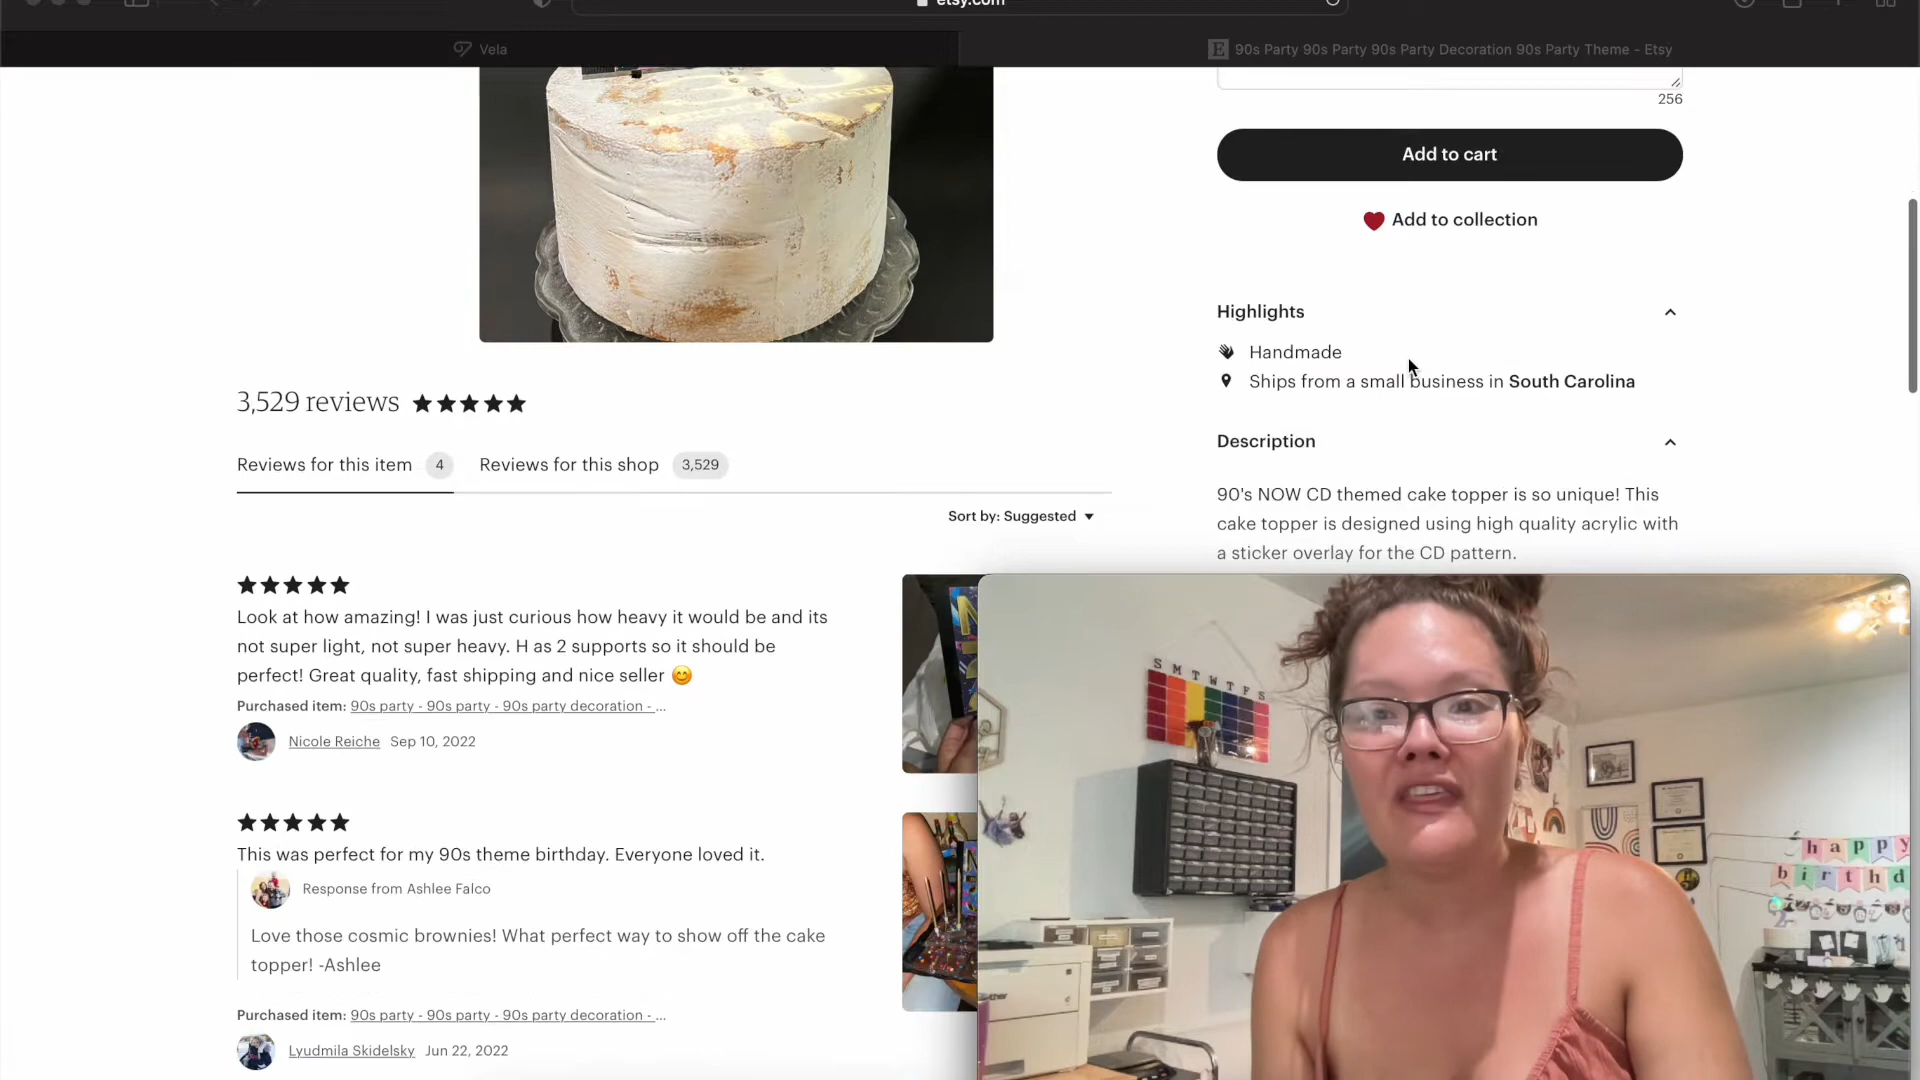 etsy.com
Vela
90s Party 90s Party 90s Party Decoration 90s Party Theme - Etsy
256
Add to cart
Add to collection
Highlights
Handmade
Ships from a small business in South Carolina
Description
90's NOW CD themed cake topper is so unique! This
cake topper is designed using high quality acrylic with
a sticker overlay for the CD pattern.
3,529 reviews
Reviews for this item 4
Reviews for this shop 3,529
Sort by: Suggested
Look at how amazing! I was just curious how heavy it would be and its
not super light, not super heavy. H as 2 supports so it should be
perfect! Great quality, fast shipping and nice seller 😊
Purchased item: 90s party - 90s party - 90s party decoration - ...
Nicole Reiche Sep 10, 2022
This was perfect for my 90s theme birthday. Everyone loved it.
Response from Ashlee Falco
Love those cosmic brownies! What perfect way to show off the cake
topper! -Ashlee
Purchased item: 90s party - 90s party - 90s party decoration - ...
Lyudmila Skidelsky Jun 22, 2022
S M T W T F S
happy
birthd